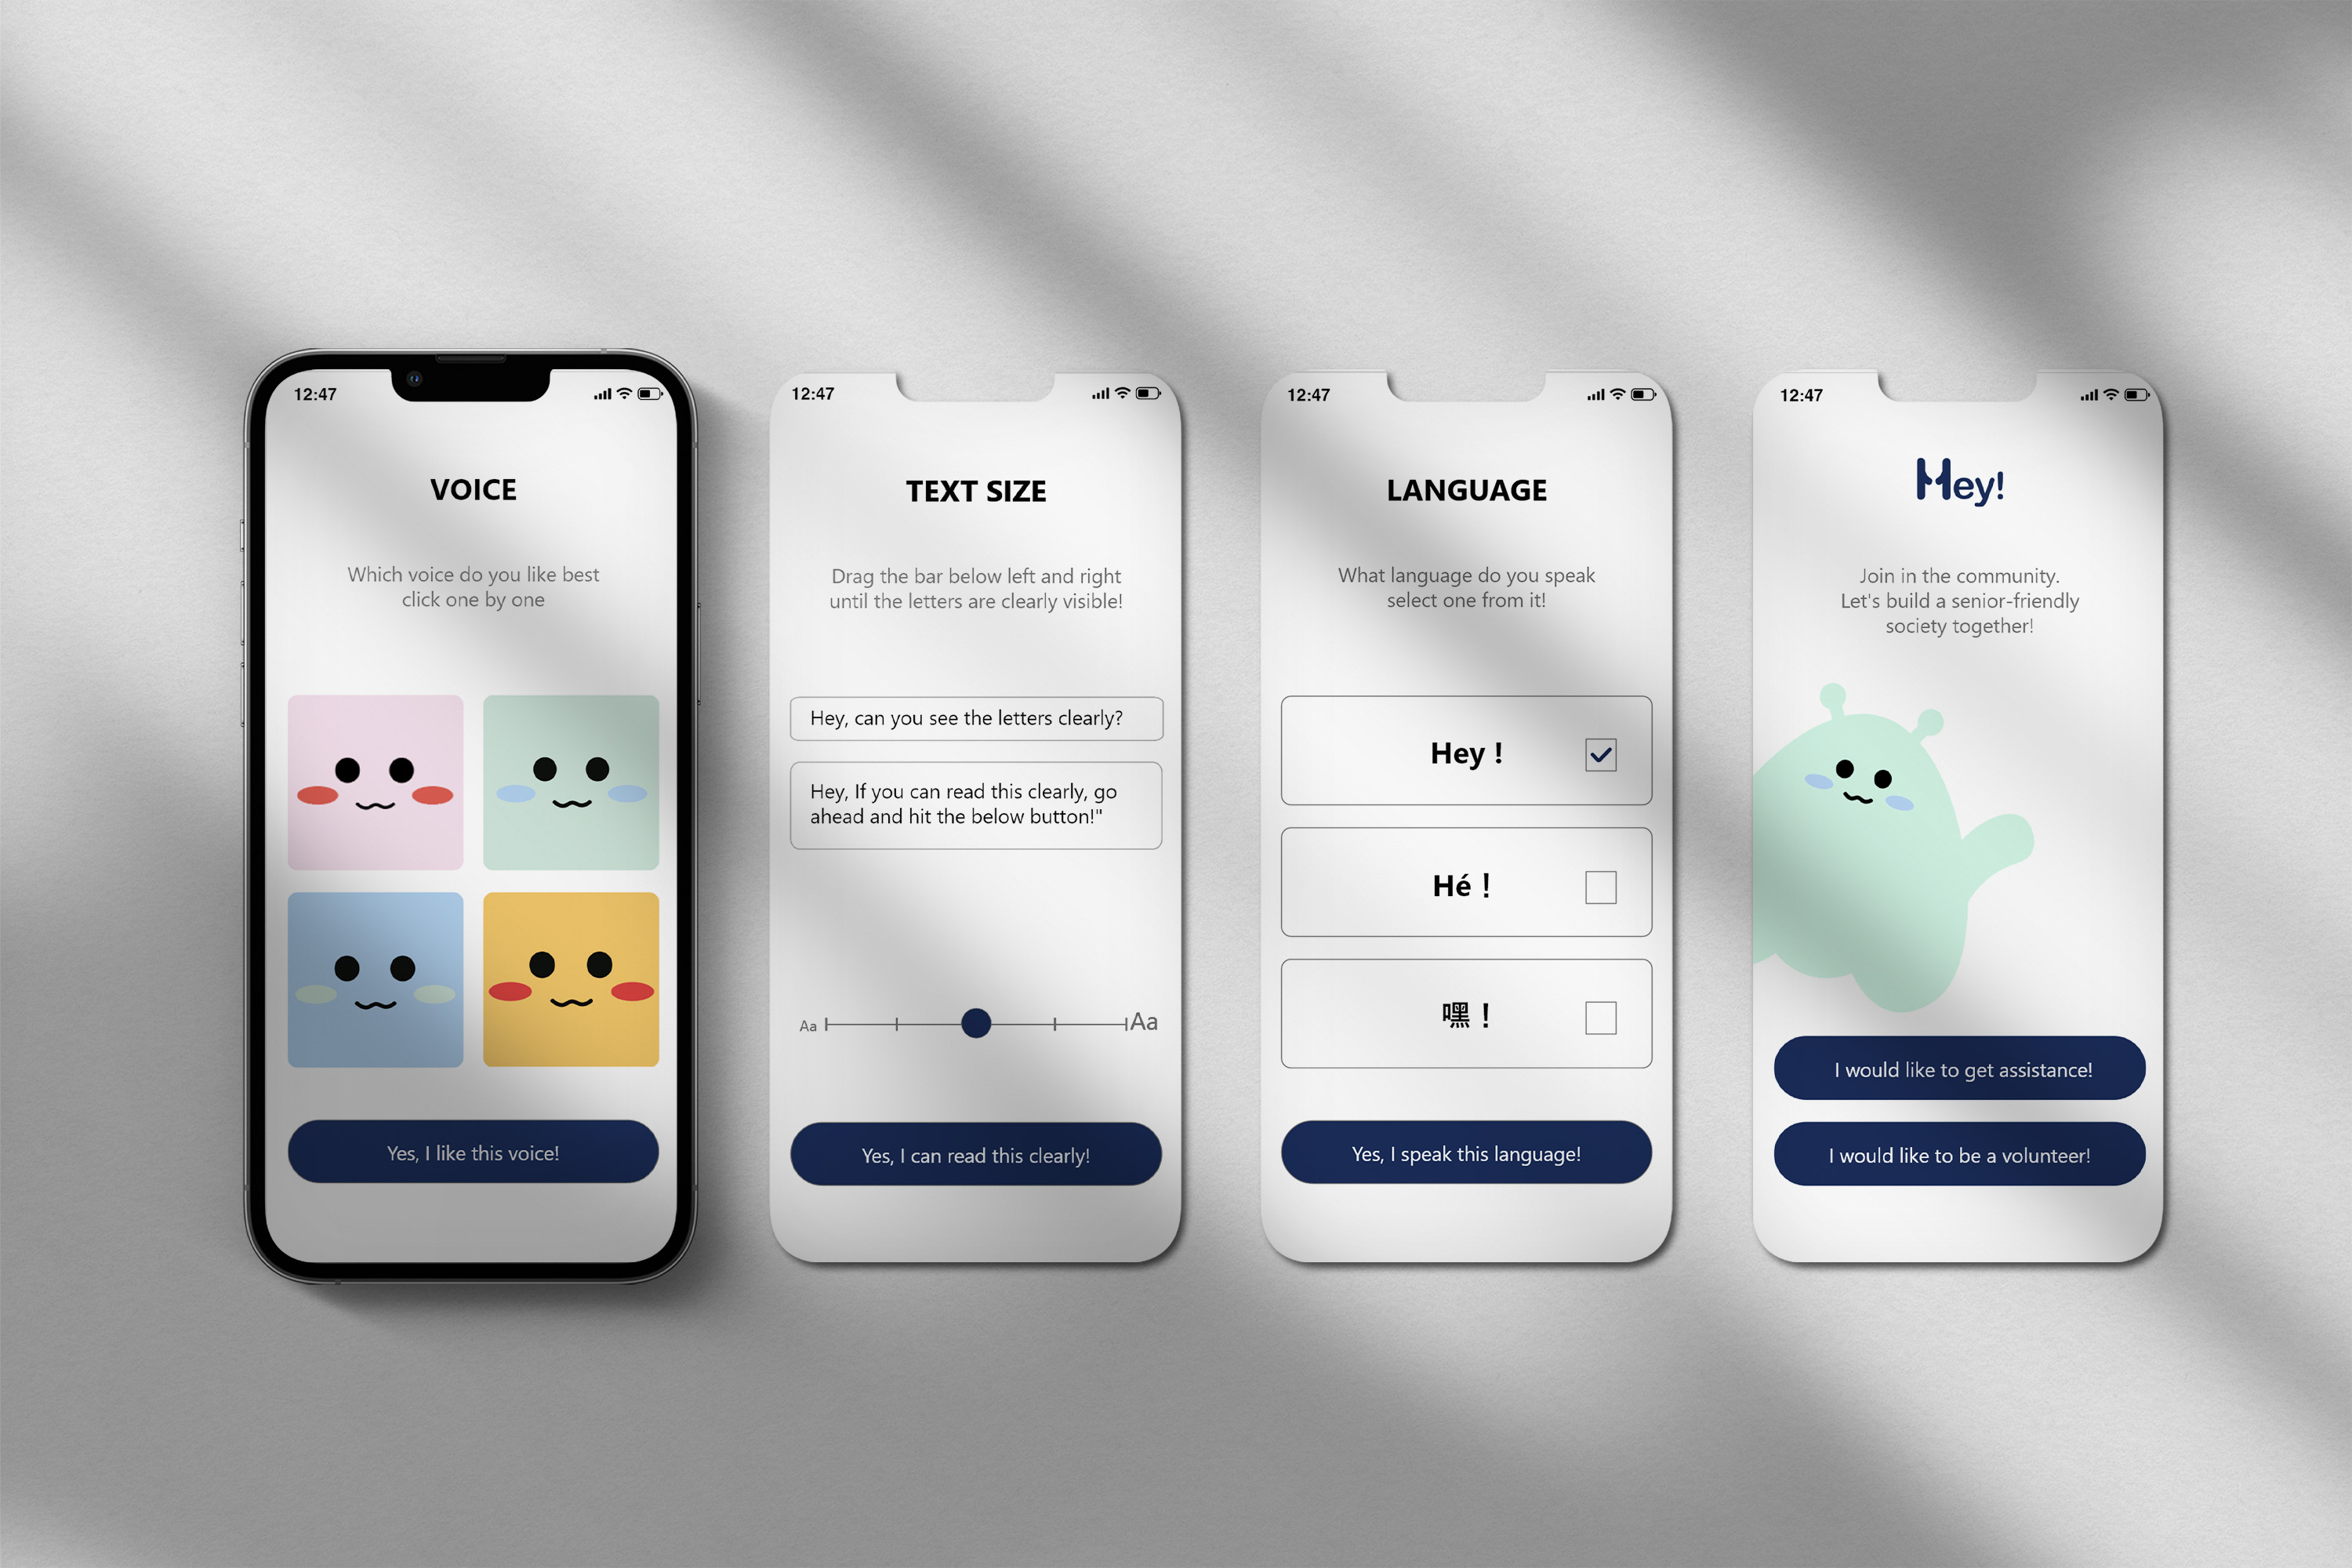 12:47
VOICE
Which voice do you like best
click one by one
Yes, I like this voice!
12:47
TEXT SIZE
Drag the bar below left and right
until the letters are clearly visible!
Hey, can you see the letters clearly?
Hey, If you can read this clearly, go
ahead and hit the below button!"
Aa Aa
Yes, I can read this clearly!
12:47
LANGUAGE
What language do you speak
select one from it!
Hey !
Hé !
嘿 !
Yes, I speak this language!
12:47
Hey!
Join in the community.
Let's build a senior-friendly
society together!
I would like to get assistance!
I would like to be a volunteer!